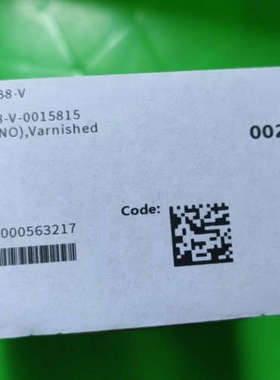 38-V
3-V-0015815
NO),Varnished
002
Code:
000563217